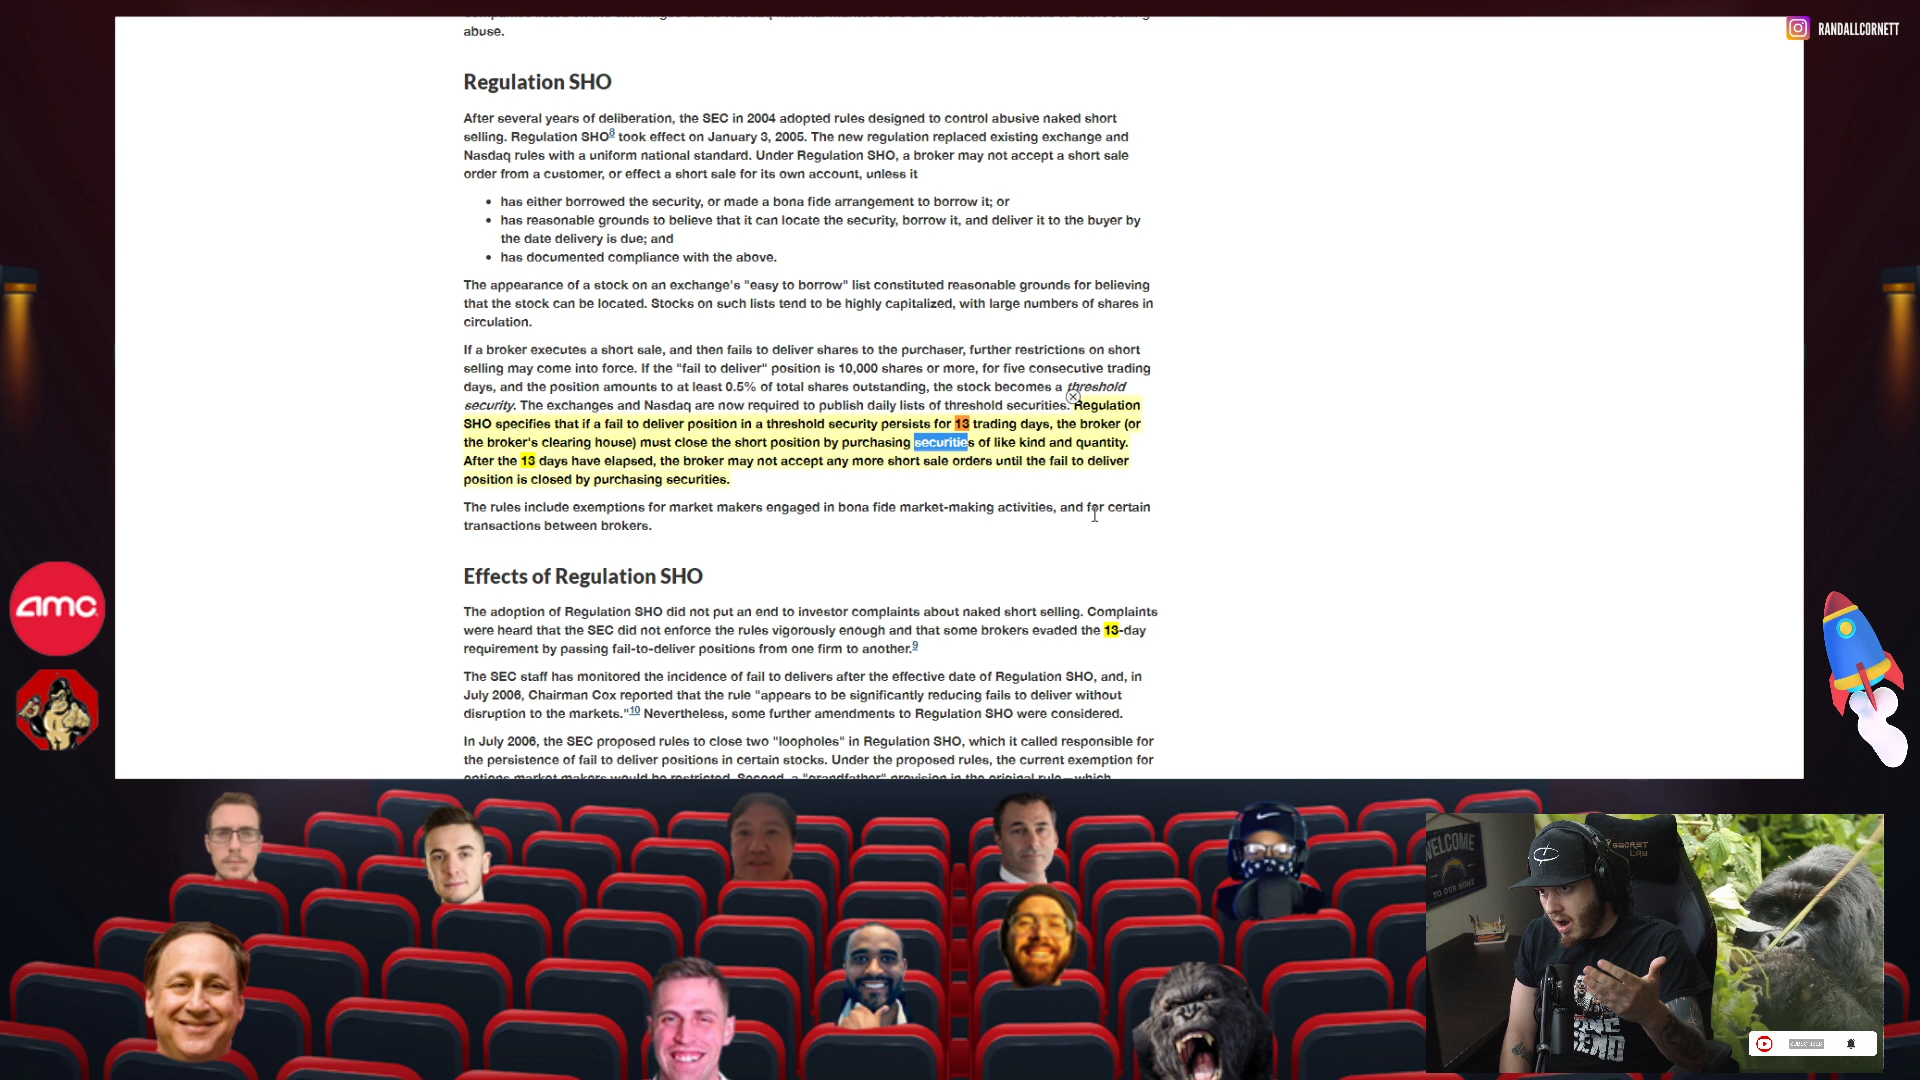 abuse.
RANDALLCORNETT
Regulation SHO
After several years of deliberation, the SEC in 2004 adopted rules designed to control abusive naked short
selling. Regulation SHO8 took effect on January 3, 2005. The new regulation replaced existing exchange and
Nasdaq rules with a uniform national standard. Under Regulation SHO, a broker may not accept a short sale
order from a customer, or effect a short sale for its own account, unless it
• has either borrowed the security, or made a bona fide arrangement to borrow it; or
• has reasonable grounds to believe that it can locate the security, borrow it, and deliver it to the buyer by
the date delivery is due; and
• has documented compliance with the above.
The appearance of a stock on an exchange's "easy to borrow" list constituted reasonable grounds for believing
that the stock can be located. Stocks on such lists tend to be highly capitalized, with large numbers of shares in
circulation.
If a broker executes a short sale, and then fails to deliver shares to the purchaser, further restrictions on short
selling may come into force. If the "fail to deliver" position is 10,000 shares or more, for five consecutive trading
days, and the position amounts to at least 0.5% of total shares outstanding, the stock becomes a threshold
security. The exchanges and Nasdaq are now required to publish daily lists of threshold securities. Regulation
SHO specifies that if a fail to deliver position in a threshold security persists for 13 trading days, the broker (or
the broker's clearing house) must close the short position by purchasing securities of like kind and quantity.
After the 13 days have elapsed, the broker may not accept any more short sale orders until the fail to deliver
position is closed by purchasing securities.
The rules include exemptions for market makers engaged in bona fide market-making activities, and for certain
transactions between brokers.
Effects of Regulation SHO
The adoption of Regulation SHO did not put an end to investor complaints about naked short selling. Complaints
were heard that the SEC did not enforce the rules vigorously enough and that some brokers evaded the 13-day
requirement by passing fail-to-deliver positions from one firm to another.9
The SEC staff has monitored the incidence of fail to delivers after the effective date of Regulation SHO, and, in
July 2006, Chairman Cox reported that the rule "appears to be significantly reducing fails to deliver without
disruption to the markets."10 Nevertheless, some further amendments to Regulation SHO were considered.
In July 2006, the SEC proposed rules to close two "loopholes" in Regulation SHO, which it called responsible for
the persistence of fail to deliver positions in certain stocks. Under the proposed rules, the current exemption for
options market makers would be restricted. Second, a "grandfather" provision in the original rule—which
amc
WELCOME
TO OUR HOME
SECRET
LAB